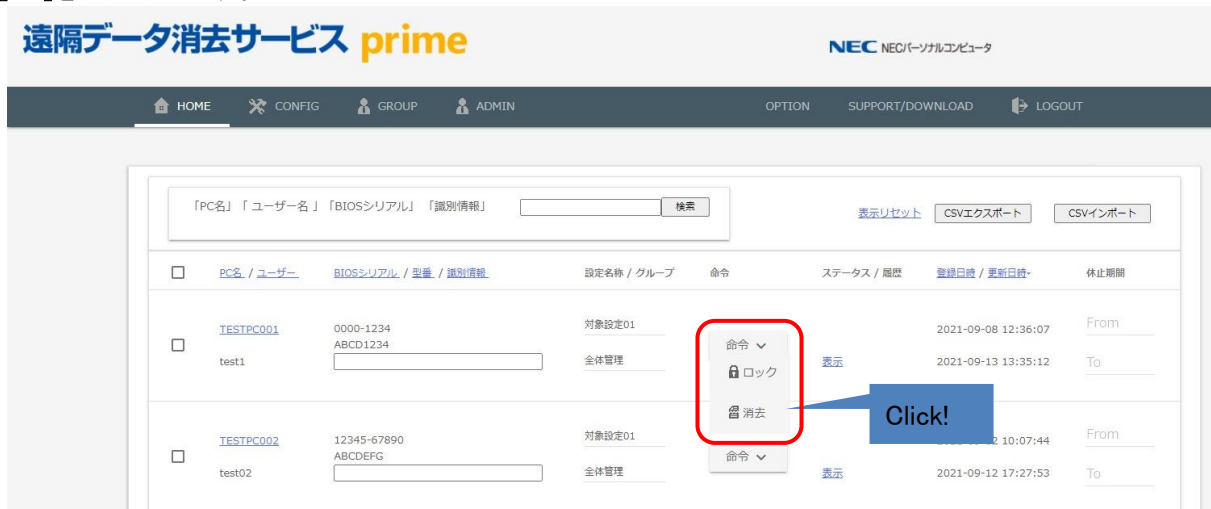 遠隔データ消去サービス prime
NEC NECパーソナルコンピュータ
HOME CONFIG GROUP ADMIN OPTION SUPPORT/DOWNLOAD LOGOUT
「PC名」「 ユーザー名 」「BIOSシリアル」 「識別情報」 検索 表示リセット CSVエクスポート CSVインポート
PC名 / ユーザー BIOSシリアル / 型番 / 識別情報 設定名称 / グループ 命令 ステータス / 履歴 登録日時 / 更新日時- 休止期間
TESTPC001 0000-1234 対象設定01 2021-09-08 12:36:07 From
ABCD1234 命令
test1 全体管理 表示 2021-09-13 13:35:12 To
ロック
消去 Click!
TESTPC002 12345-67890 対象設定01 10:07:44 From
ABCDEFG 命令
test02 全体管理 表示 2021-09-12 17:27:53 To